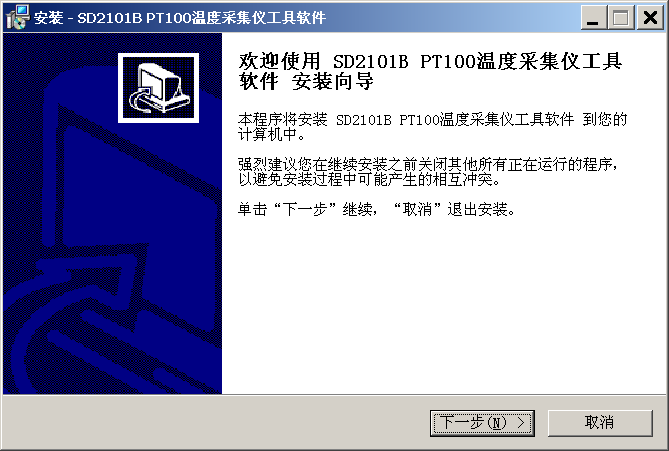 安装 - SD2101B PT100温度采集仪工具软件
欢迎使用 SD2101B PT100温度采集仪工具
软件 安装向导
本程序将安装 SD2101B PT100温度采集仪工具软件 到您的
计算机中。
强烈建议您在继续安装之前关闭其他所有正在运行的程序，
以避免安装过程中可能产生的相互冲突。
单击“下一步”继续，“取消”退出安装。
下一步(N) >
取消